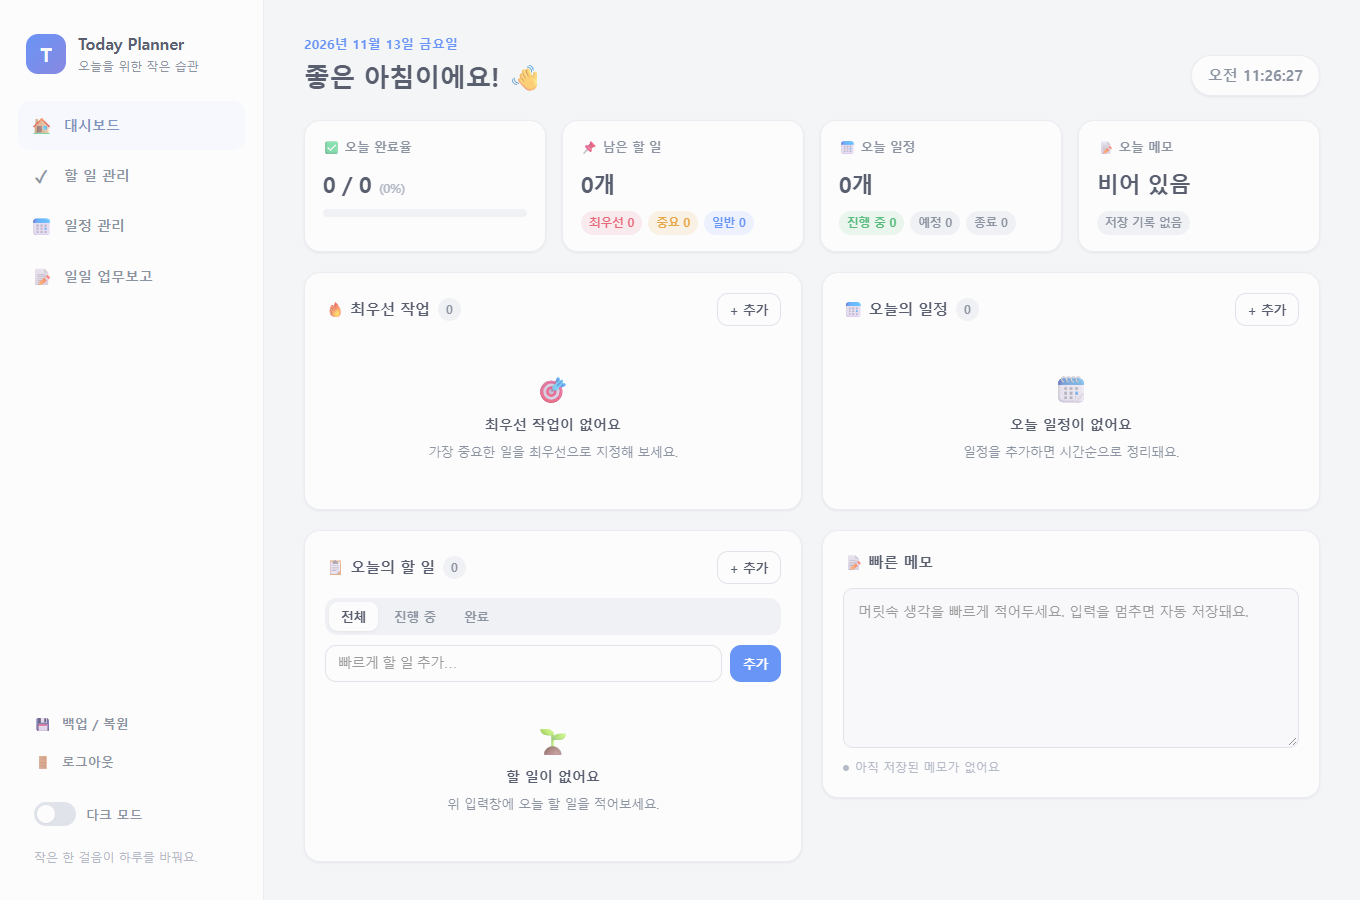 T
Today Planner
오늘을 위한 작은 습관
대시보드
할 일 관리
일정 관리
일일 업무보고
백업 / 복원
로그아웃
다크 모드
작은 한 걸음이 하루를 바꿔요.
2026년 11월 13일 금요일
좋은 아침이에요!
오전 11:26:27
오늘 완료율
0 / 0 (0%)
남은 할 일
0개
최우선 0 중요 0 일반 0
오늘 일정
0개
진행 중 0 예정 0 종료 0
오늘 메모
비어 있음
저장 기록 없음
최우선 작업 0
+ 추가
최우선 작업이 없어요
가장 중요한 일을 최우선으로 지정해 보세요.
오늘의 일정 0
+ 추가
오늘 일정이 없어요
일정을 추가하면 시간순으로 정리돼요.
오늘의 할 일 0
+ 추가
전체 진행 중 완료
빠르게 할 일 추가...
추가
할 일이 없어요
위 입력창에 오늘 할 일을 적어보세요.
빠른 메모
머릿속 생각을 빠르게 적어두세요. 입력을 멈추면 자동 저장돼요.
아직 저장된 메모가 없어요